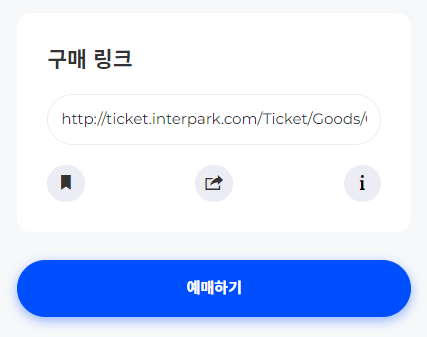 구매 링크
http://ticket.interpark.com/Ticket/Goods/
i
예매하기